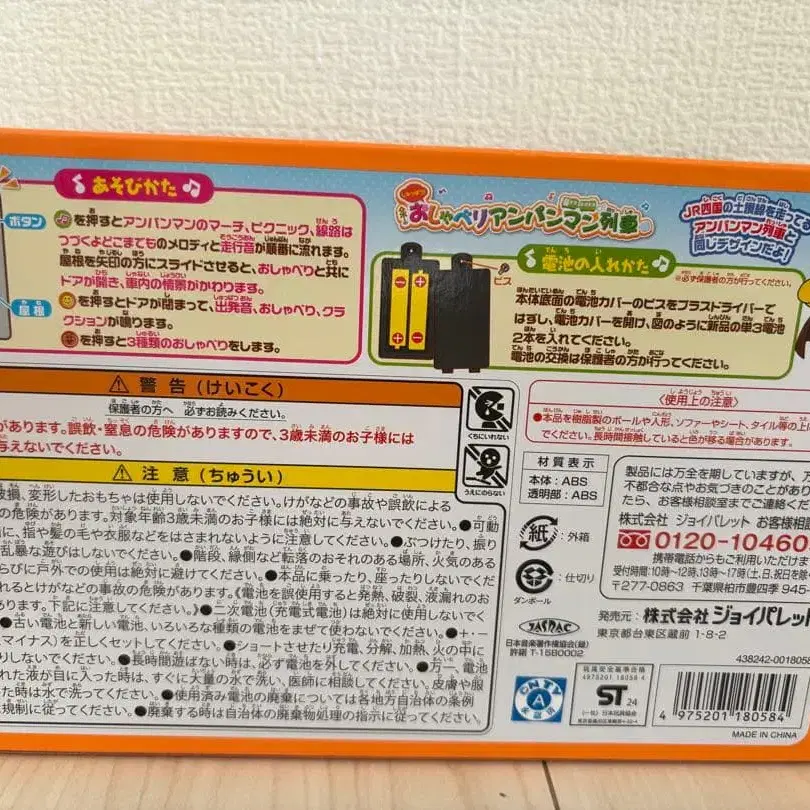 あそびかた
ボタン
を押すとアンパンマンのマーチ、ピクニック、線路は
つづくよどこまでものメロディと走行音が順番に流れます。
屋根を矢印の方にスライドさせると、おしゃべりと共に
ドアが開き、車内の情景がかわります。
を押すとドアが閉まって、出発音、おしゃべり、クラ
クションが鳴ります。
屋根
を押すと3種類のおしゃべりをします。
おしゃべりアンパンマン列車
JR四国の土讃線を走ってる
アンパンマン列車と
同じデザインだよ!
電池の入れかた
※必ず保護者の方が行ってください。
ビス
本体底面の電池カバーのビスをプラスドライバーで
はずし、電池カバーを開け、図のように新品の単3電池
2本を入れてください。
電池の交換は保護者の方が行ってください。
警告(けいこく)
保護者の方へ 必ずお読みください。
があります。誤飲・窒息の危険がありますので、3歳未満のお子様には
与えないでください。
くちにいれない
うえにのらない
注意(ちゅうい)
破損、変形したおもちゃは使用しないでください。けがなどの事故や誤飲による
の危険があります。対象年齢3歳未満のお子様には絶対に与えないでください。●可動
に、指や髪の毛や衣服などをはさまれないように注意してください。●ぶつけたり、振り
乱暴な遊びはしないでください。●階段、縁側など転落のおそれのある場所、火気のある
らびに戸外での使用は絶対に避けてください。●本品に乗ったり、座ったりしないでくだ
れるとけがなどの事故の危険があります。《電池を誤使用すると発熱、破裂、液漏れのお
ります。下記に注意してください。》●二次電池(充電式電池)は絶対に使用しないでく
●古い電池と新しい電池、いろいろな種類の電池をまぜて使わないでください。●+・−
(マイナス)を正しくセットしてください。●ショートさせたり充電、分解、加熱、火の中に
りしないでください。●長時間遊ばない時は、必ず電池を外してください。●万一、電池
れた液が目に入った時は、すぐに大量の水で洗い、医師に相談してください。皮膚や服
た時は水で洗ってください。●使用済み電池の廃棄については各地方自治体の条例
規制に従ってください。●廃棄する時は自治体の廃棄物処理の指示に従ってください。
〈使用上の注意〉
●本品を樹脂製のボールや人形、ソファーやシート、タイル等の上に
でください。長時間接触していると色が移る場合があります。
材質表示
本体:ABS
透明部:ABS
紙
:外箱
:仕切り
ダンボール
JASRAC
日本音楽著作権協会(録)
許諾 T-1580002
製品には万全を期していますが、万
不都合な点やお気づきのことがあり
たら、お客様相談室までご連絡くだ
株式会社 ジョイパレット お客様相談
0120-10460
携帯電話からもご利用いただけま
受付時間:10時〜12時、13時〜17時(土、日、祝を除
〒277-0863 千葉県柏市豊四季945-
発売元:株式会社ジョイパレット
東京都台東区蔵前1-8-2
438242-0018058
CNTV
A
玩具安全基準合格
4975201 18058 4
ST
24
(一社)日本玩具協会
4 975201 180584
MADE IN CHINA